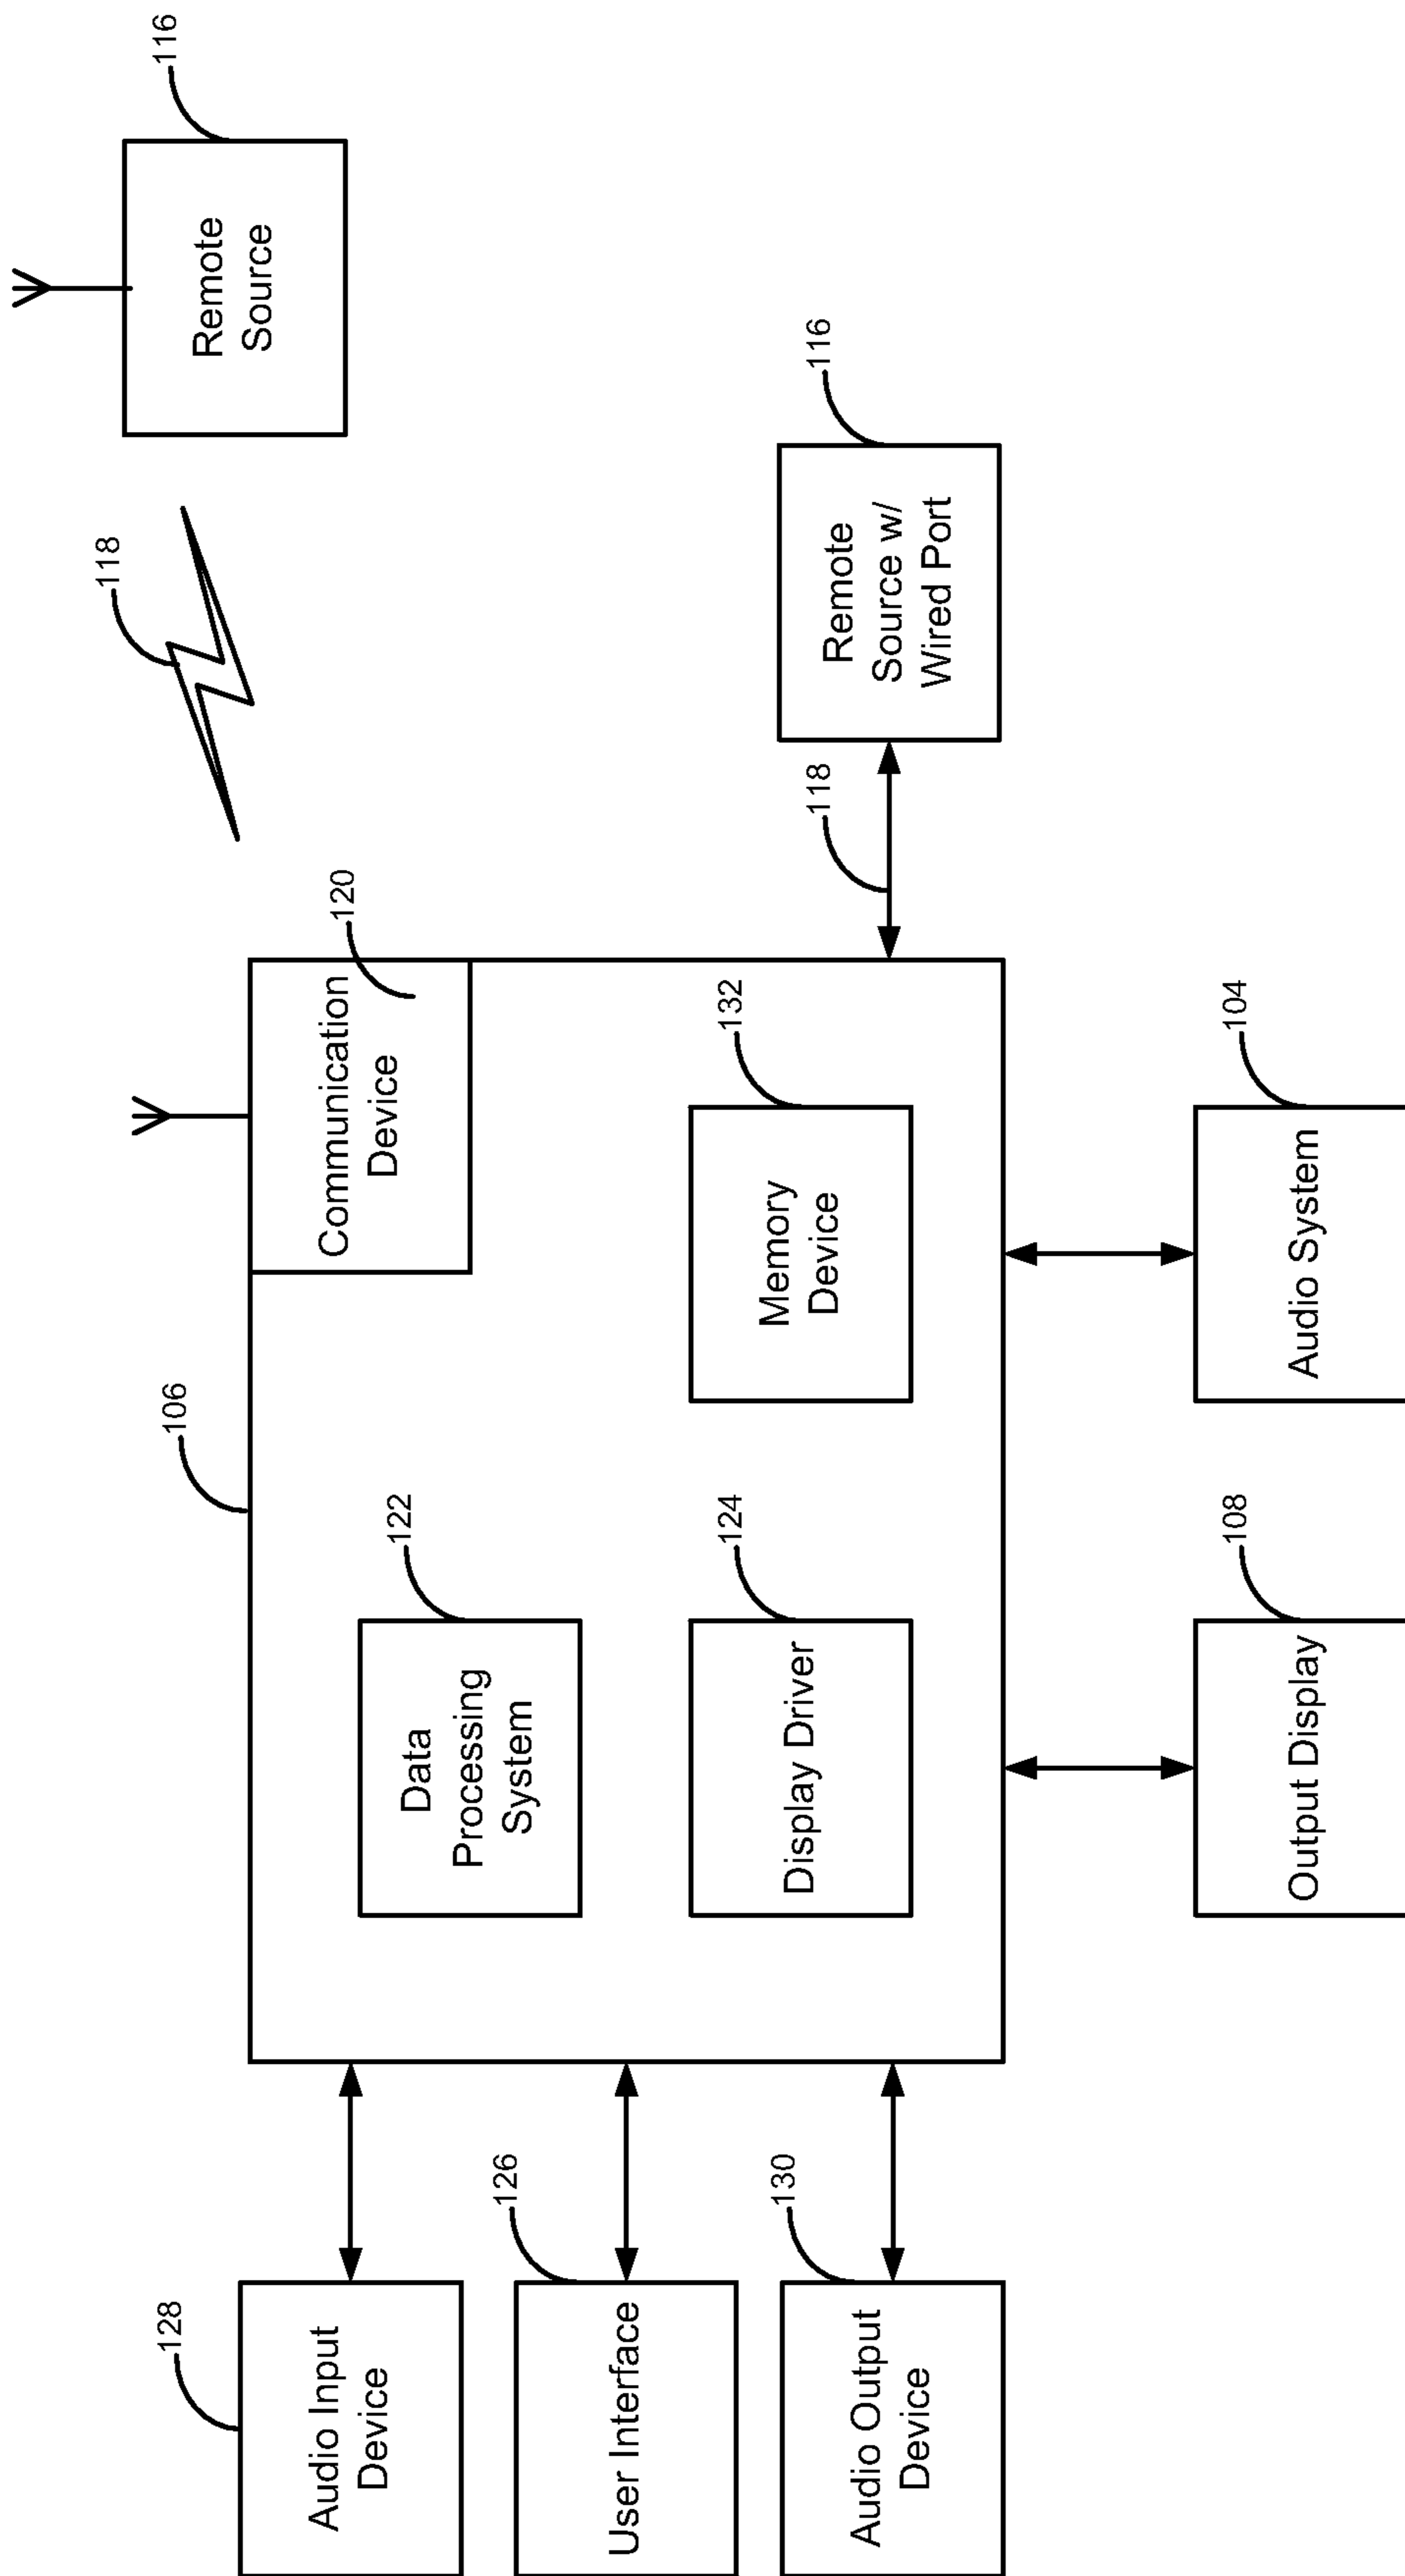 116
Remote
Source
118
116
Remote
Source w/
Wired Port
118
120
Communication
Device
106
132
Memory
Device
122
Data
Processing
System
124
Display Driver
104
Audio System
108
Output Display
128
Audio Input
Device
126
User Interface
130
Audio Output
Device